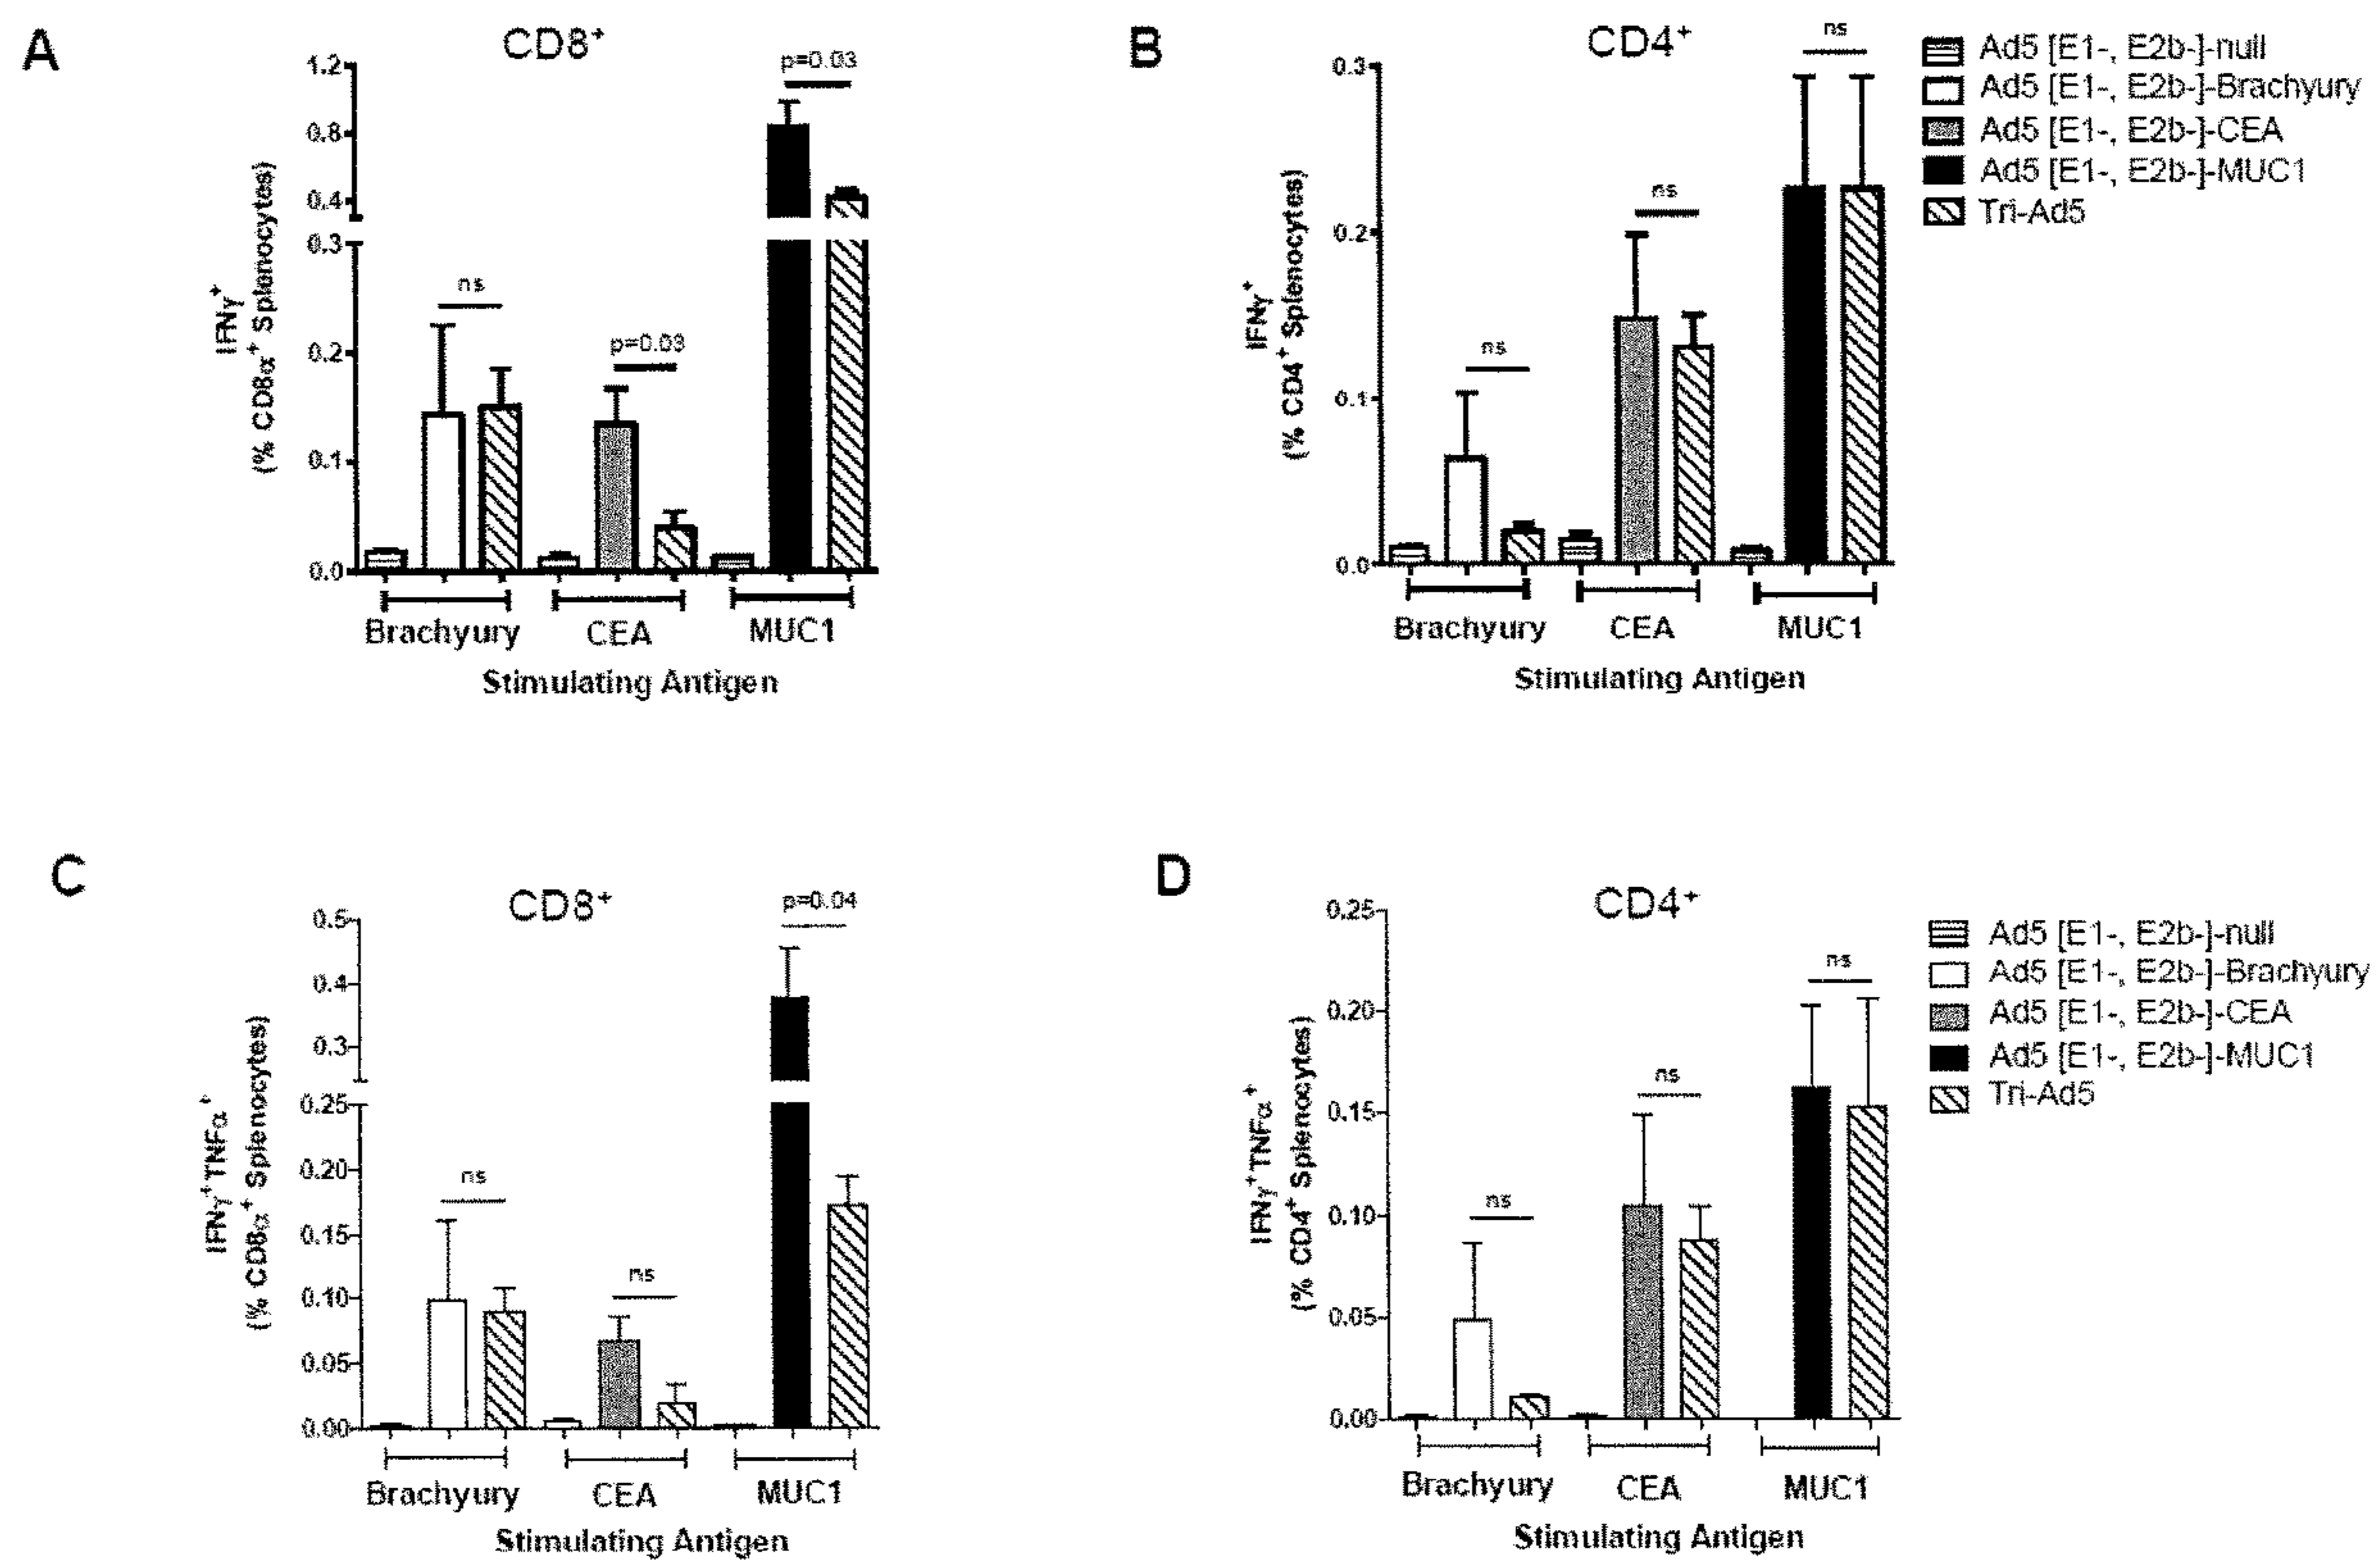 A
CD8+
1.2
0.8
0.4
0.3
0.2
0.1
0.0
IFNγ+
(% CD8α+ Splenocytes)
ns
p=0.03
p=0.03
Brachyury
CEA
MUC1
Stimulating Antigen
B
CD4+
0.3
0.2
0.1
0.0
IFNγ+
(% CD4+ Splenocytes)
ns
ns
ns
Brachyury
CEA
MUC1
Stimulating Antigen
Ad5 [E1-, E2b-]-null
Ad5 [E1-, E2b-]-Brachyury
Ad5 [E1-, E2b-]-CEA
Ad5 [E1-, E2b-]-MUC1
Tri-Ad5
C
CD8+
0.5
0.4
0.3
0.25
0.20
0.15
0.10
0.05
0.00
IFNγ+TNFα+
(% CD8α+ Splenocytes)
ns
ns
p=0.04
Brachyury
CEA
MUC1
Stimulating Antigen
D
CD4+
0.25
0.20
0.15
0.10
0.05
0.00
IFNγ+TNFα+
(% CD4+ Splenocytes)
ns
ns
ns
Brachyury
CEA
MUC1
Stimulating Antigen
Ad5 [E1-, E2b-]-null
Ad5 [E1-, E2b-]-Brachyury
Ad5 [E1-, E2b-]-CEA
Ad5 [E1-, E2b-]-MUC1
Tri-Ad5